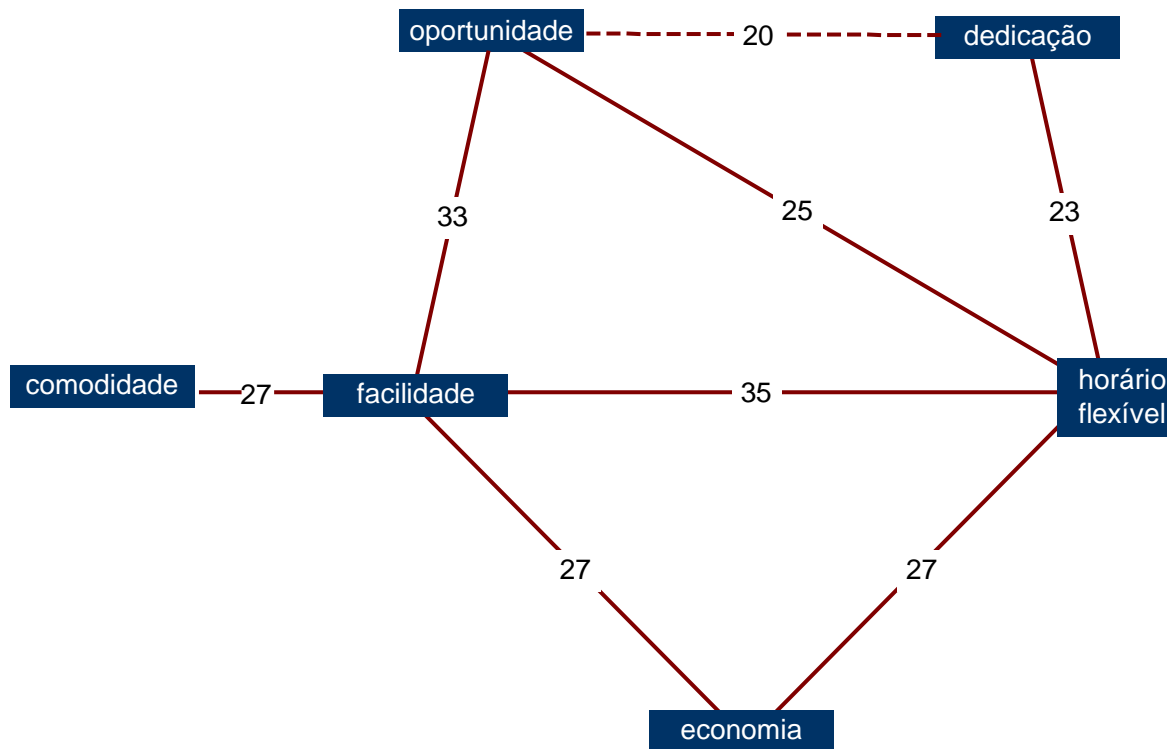 oportunidade
20
dedicação
33
25
23
comodidade
27
facilidade
35
horário
flexível
27
27
economia